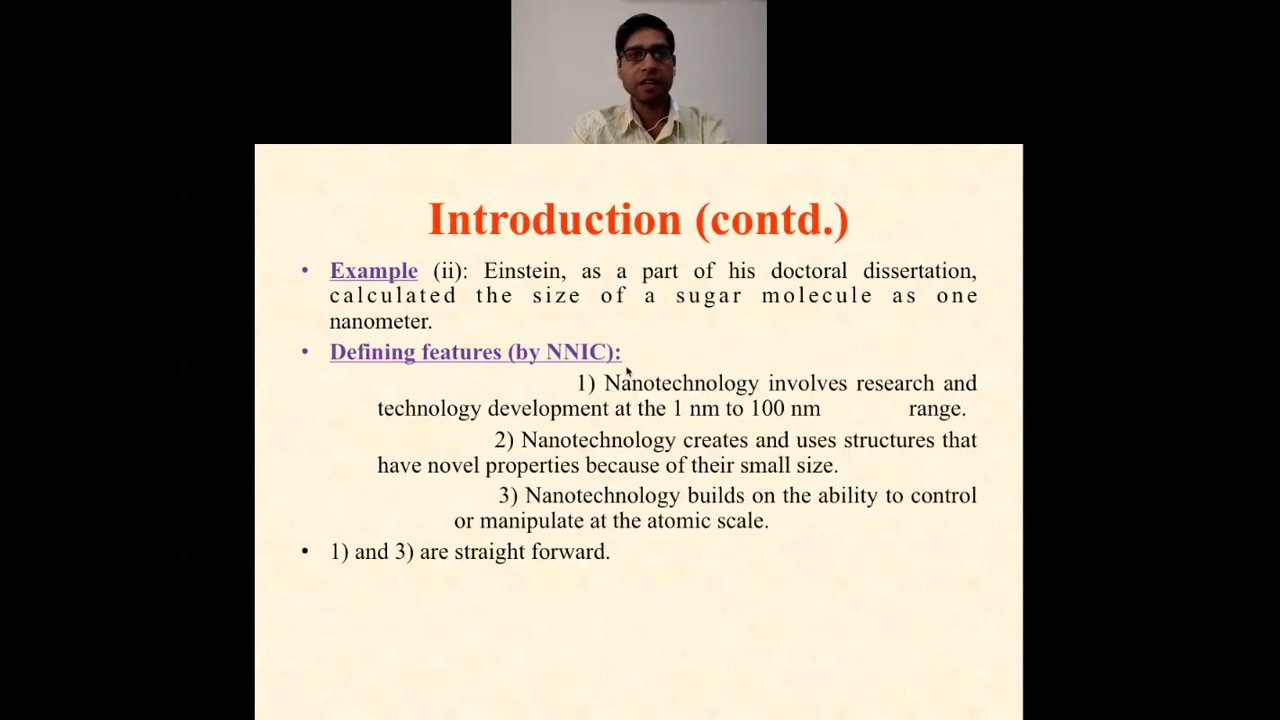 Introduction (contd.)
• Example (ii): Einstein, as a part of his doctoral dissertation,
calculated the size of a sugar molecule as one
nanometer.
• Defining features (by NNIC):
1) Nanotechnology involves research and
technology development at the 1 nm to 100 nm range.
2) Nanotechnology creates and uses structures that
have novel properties because of their small size.
3) Nanotechnology builds on the ability to control
or manipulate at the atomic scale.
• 1) and 3) are straight forward.